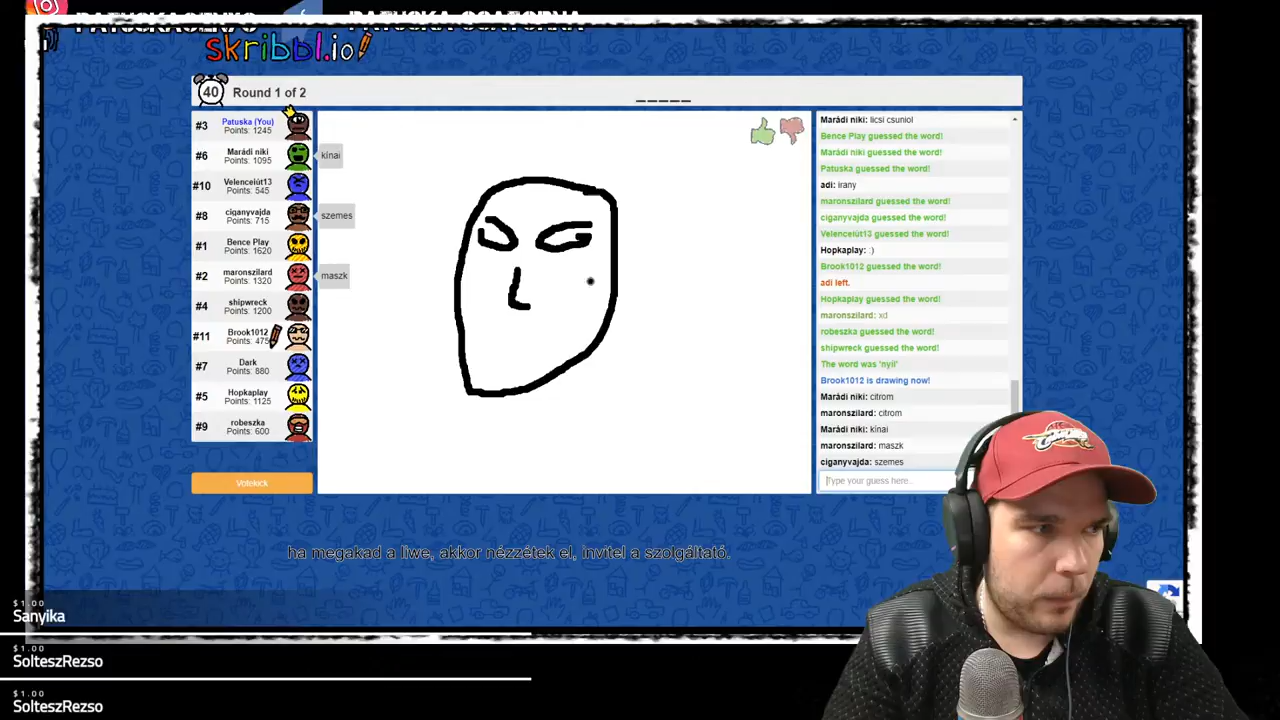 PATUSKA CSATORNA
skribbl.io
40
Round 1 of 2
_ _ _ _ _
#3 Patuska (You)
Points: 1245
#6 Marádi niki
Points: 1095
kínai
#10 Velenceiút13
Points: 545
#8 ciganyvajda
Points: 715
szemes
#1 Bence Play
Points: 1620
#2 maronszilard
Points: 1320
maszk
#4 shipwreck
Points: 1200
#11 Brook1012
Points: 475
#7 Dark
Points: 880
#5 Hopkaplay
Points: 1125
#9 robeszka
Points: 600
Votekick
Marádi niki: licsi csuniol
Bence Play guessed the word!
Marádi niki guessed the word!
Patuska guessed the word!
adi: irany
maronszilard guessed the word!
ciganyvajda guessed the word!
Velenceiút13 guessed the word!
Hopkaplay: :)
Brook1012 guessed the word!
adi left.
Hopkaplay guessed the word!
maronszilard: xd
robeszka guessed the word!
shipwreck guessed the word!
The word was 'nyíl'
Brook1012 is drawing now!
Marádi niki: citrom
maronszilard: citrom
Marádi niki: kínai
maronszilard: maszk
ciganyvajda: szemes
Type your guess here..
ha megakad a liwe, akkor nézzétek el, invitel a szolgáltató.
$1.00
Sanyika
$1.00
SolteszRezso
$1.00
SolteszRezso